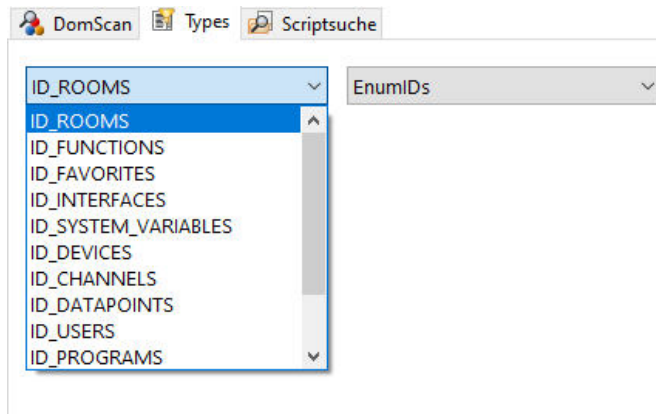 DomScan Types Scriptsuche
ID_ROOMS EnumIDs
ID_ROOMS
ID_FUNCTIONS
ID_FAVORITES
ID_INTERFACES
ID_SYSTEM_VARIABLES
ID_DEVICES
ID_CHANNELS
ID_DATAPOINTS
ID_USERS
ID_PROGRAMS